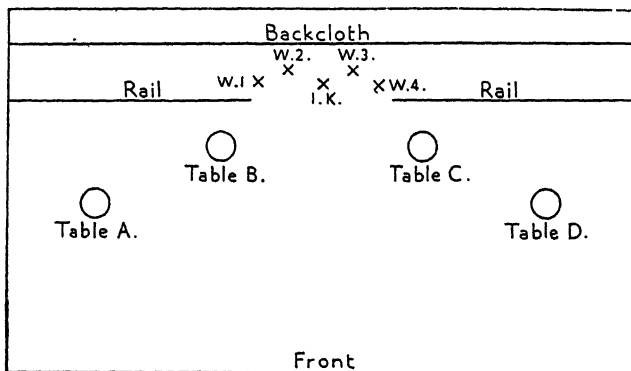 Backcloth
W.2. W.3.
W.1 W.4.
Rail I.K. Rail
Table B. Table C.
Table A. Table D.
Front